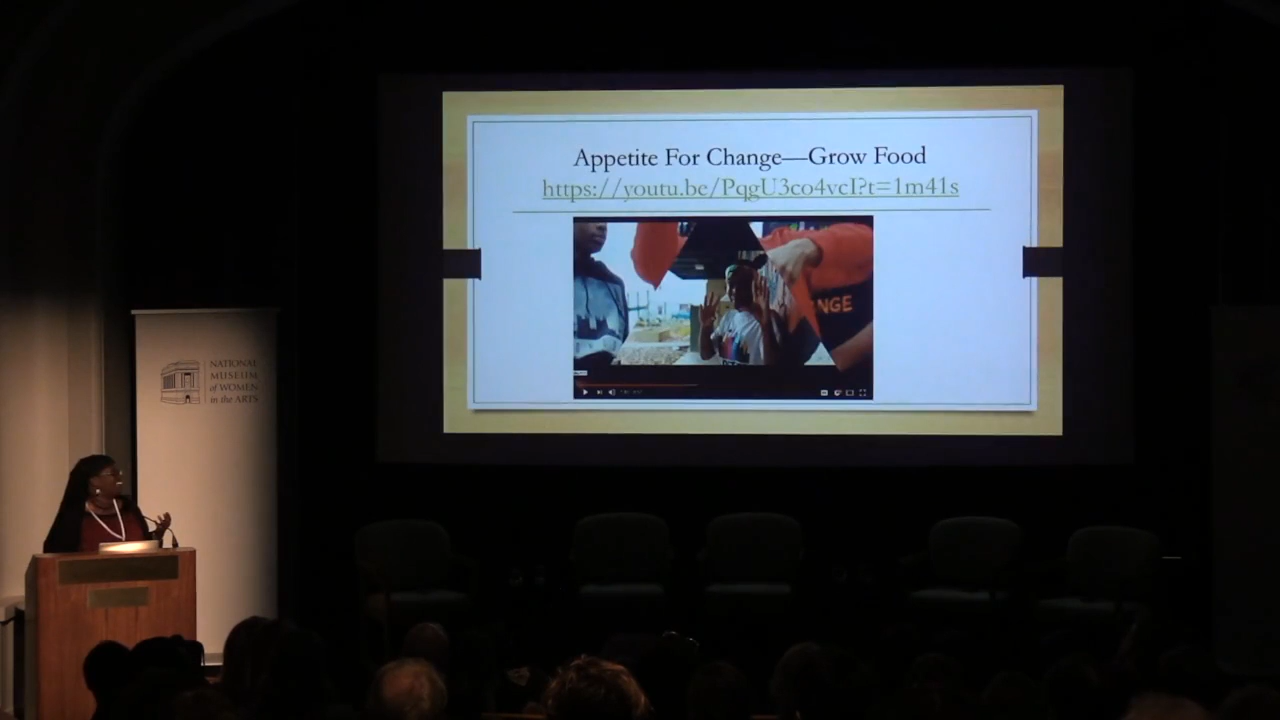 Appetite For Change—Grow Food
https://youtu.be/PqgU3co4vcI?t=1m41s
NGE
NATIONAL
MUSEUM
of WOMEN
in the ARTS